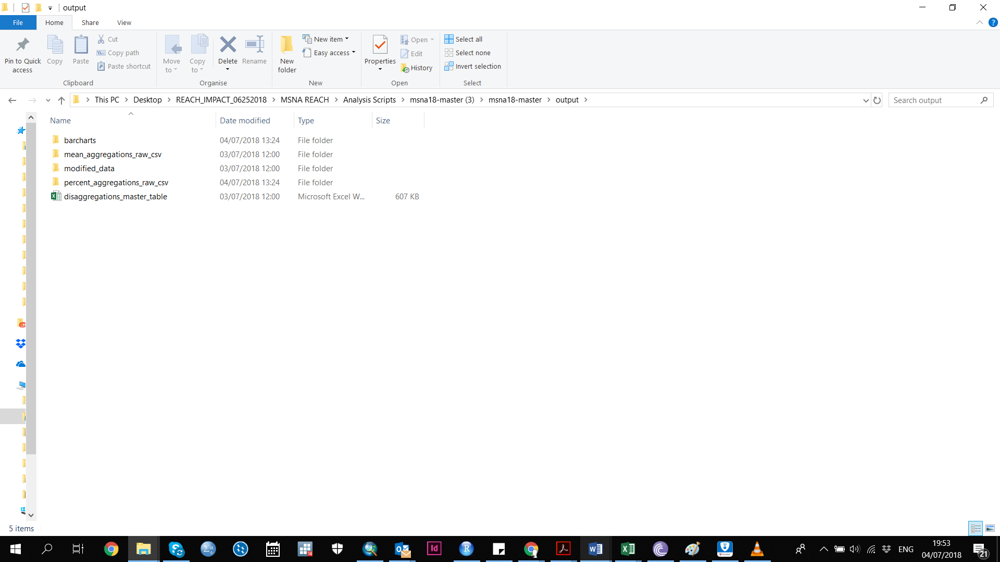 output
File Home Share View
Pin to Quick access
Copy
Paste
Cut
Copy path
Paste shortcut
Clipboard
Move to
Copy to
Delete
Rename
Organise
New folder
New item
Easy access
New
Properties
Open
Edit
History
Open
Select all
Select none
Invert selection
Select
This PC Desktop REACH_IMPACT_06252018 MSNA REACH Analysis Scripts msna18-master (3) msna18-master output
Search output
Name Date modified Type Size
barcharts 04/07/2018 13:24 File folder
mean_aggregations_raw_csv 03/07/2018 12:00 File folder
modified_data 03/07/2018 12:00 File folder
percent_aggregations_raw_csv 04/07/2018 13:24 File folder
disaggregations_master_table 03/07/2018 12:00 Microsoft Excel W... 607 KB
5 items
ENG
19:53
04/07/2018
21